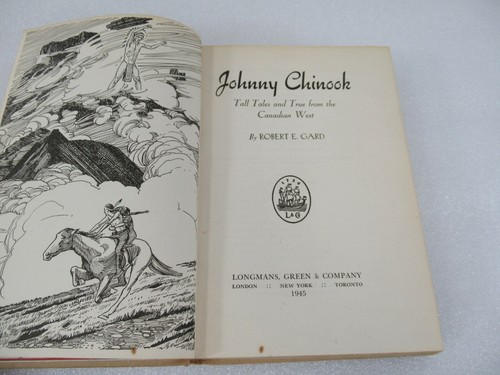 Johnny Chinook
Tall Tales and True from the
Canadian West
By ROBERT E. GARD
L&G
LONGMANS, GREEN & COMPANY
LONDON :: NEW YORK :: TORONTO
1945